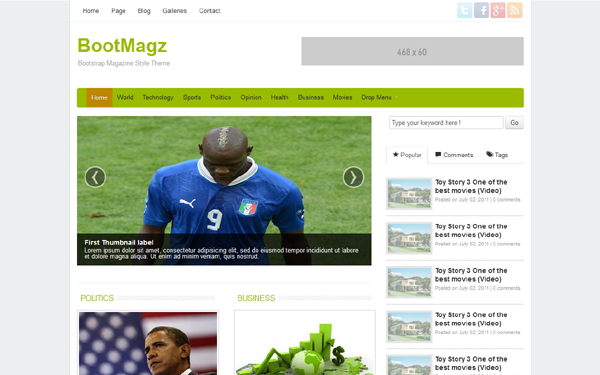 Home Page Blog Galleries Contact
BootMagz
Bootstrap Magazine Style Theme
468 x 60
Home World Technology Sports Politics Opinion Health Business Movies Drop Menu
Type your keyword here ! Go
Popular Comments Tags
9
First Thumbnail label
Lorem ipsum dolor sit amet, consectetur adipisicing elit, sed do eiusmod tempor incididunt ut labore
et dolore magna aliqua. Ut enim ad minim veniam, quis nostrud.
Toy Story 3 One of the
best movies (Video)
Posted on July 02, 2011 | 0 comments
Toy Story 3 One of the
best movies (Video)
Posted on July 02, 2011 | 0 comments
Toy Story 3 One of the
best movies (Video)
Posted on July 02, 2011 | 0 comments
Toy Story 3 One of the
best movies (Video)
Posted on July 02, 2011 | 0 comments
Toy Story 3 One of the
best movies (Video)
POLITICS
BUSINESS